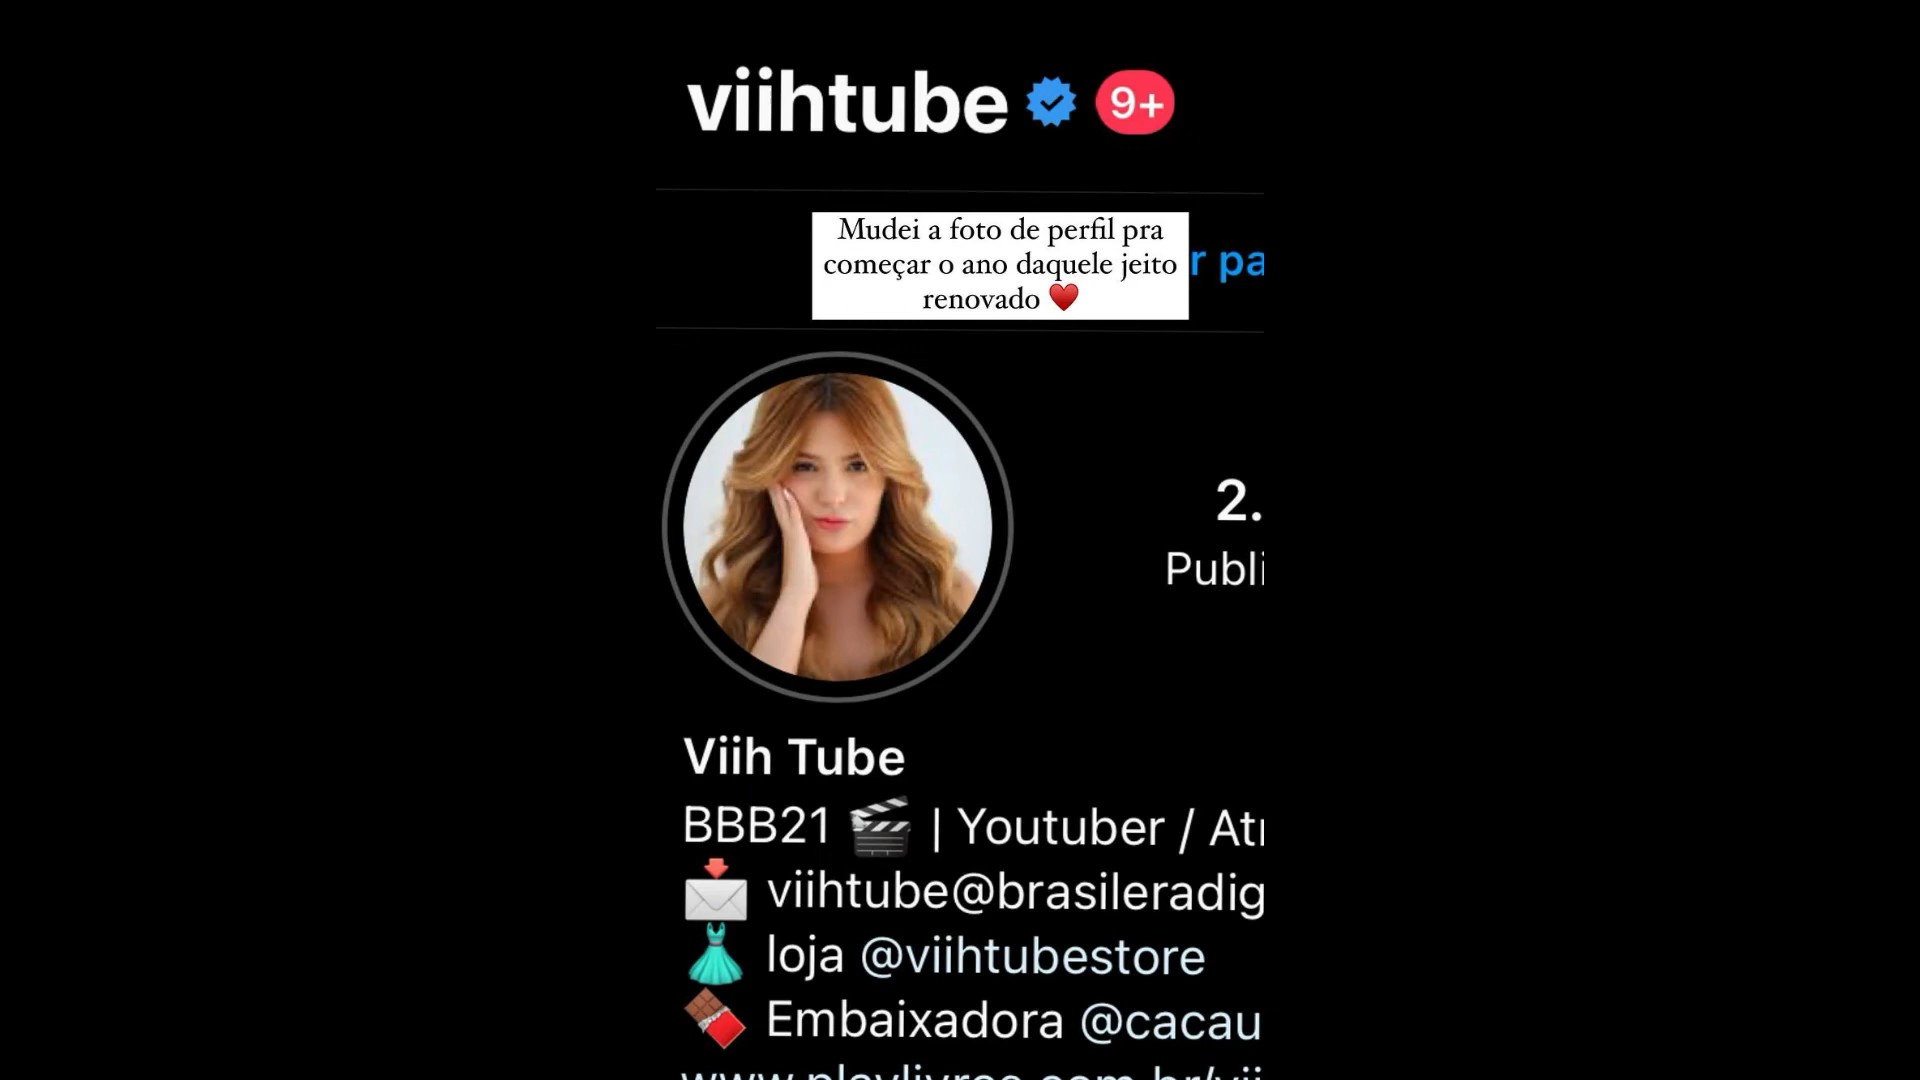 viihtube 9+
Mudei a foto de perfil pra
começar o ano daquele jeito
renovado ♥️
r pa
2.
Publi
Viih Tube
BBB21 🎬 | Youtuber / At
📩 viihtube@brasileradig
👗 loja @viihtubestore
🍫 Embaixadora @cacau